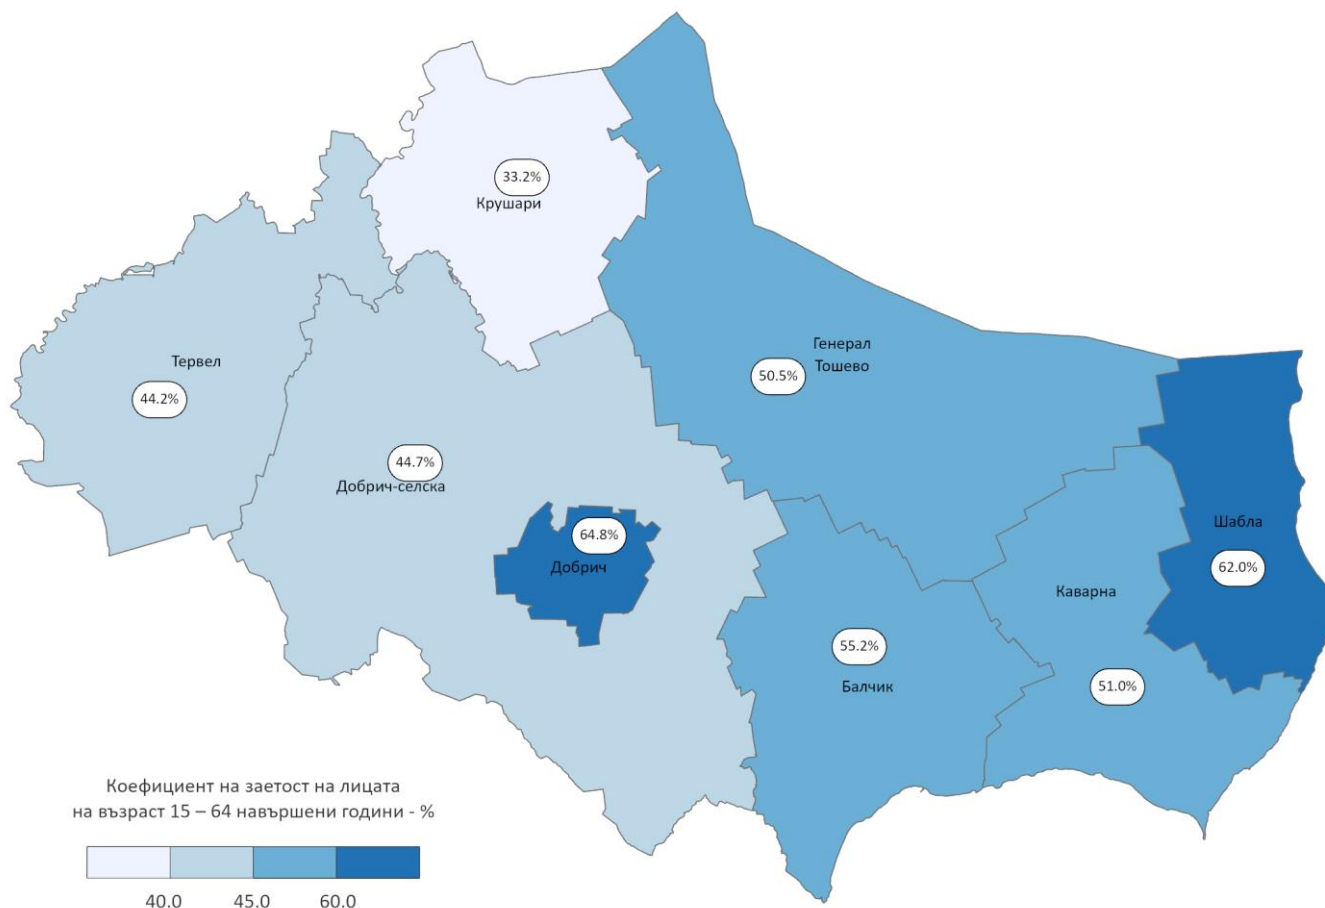 33.2%
Крушари
Генерал
Тошево
50.5%
Тервел
44.2%
44.7%
Добрич-селска
64.8%
Добрич
Шабла
62.0%
Каварна
51.0%
55.2%
Балчик
Коефициент на заетост на лицата
на възраст 15 – 64 навършени години - %
40.0 45.0 60.0